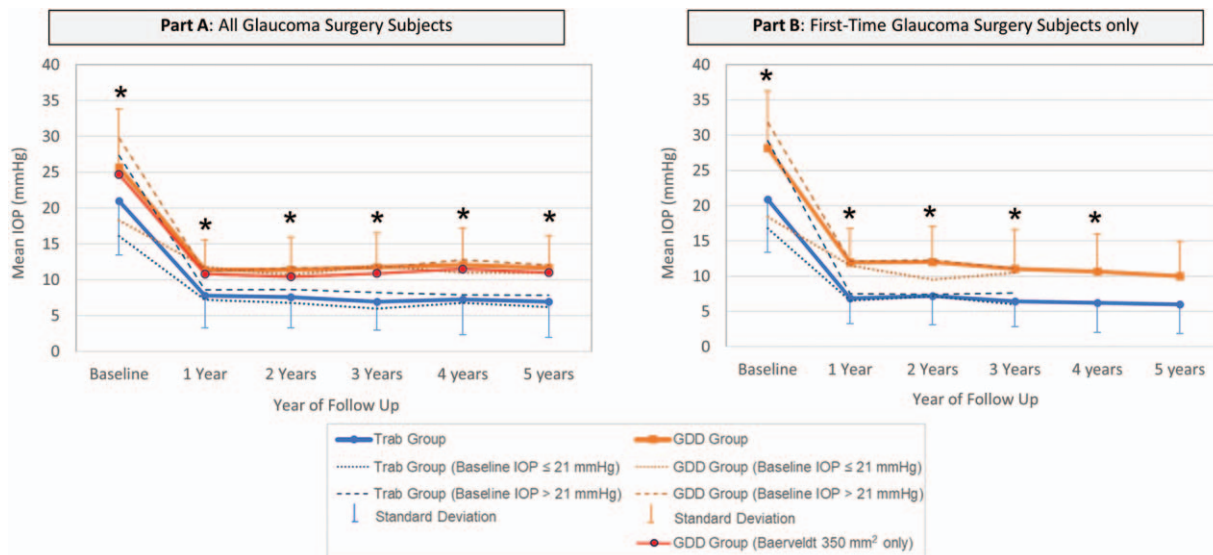 Part A: All Glaucoma Surgery Subjects
40
35
30
25
20
15
10
5
0
Mean IOP (mmHg)
*
*
*
*
*
*
Baseline
1 Year
2 Years
3 Years
4 years
5 years
Year of Follow Up
Part B: First-Time Glaucoma Surgery Subjects only
40
35
30
25
20
15
10
5
0
Mean IOP (mmHg)
*
*
*
*
*
Baseline
1 Year
2 Years
3 Years
4 years
5 years
Year of Follow Up
Trab Group
GDD Group
Trab Group (Baseline IOP ≤ 21 mmHg)
GDD Group (Baseline IOP ≤ 21 mmHg)
Trab Group (Baseline IOP > 21 mmHg)
GDD Group (Baseline IOP > 21 mmHg)
Standard Deviation
Standard Deviation
GDD Group (Baerveldt 350 mm² only)